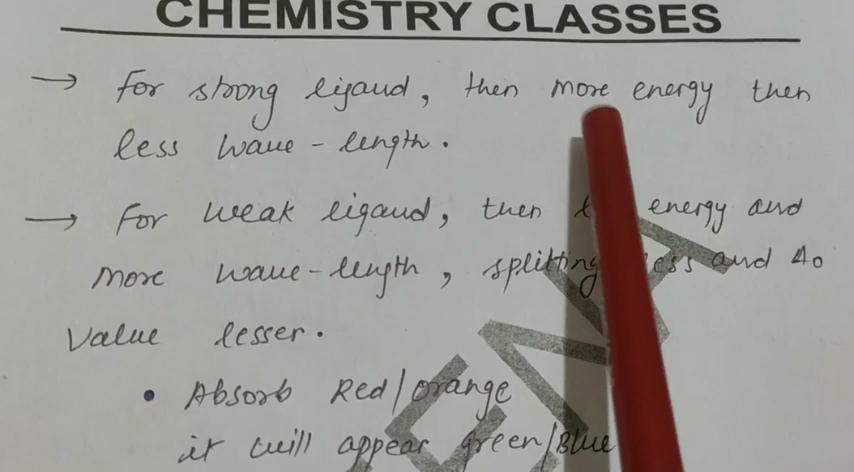 CHEMISTRY CLASSES
→ For strong ligand, then more energy then
less wave-length.
→ For weak ligand, then energy and
more wave-length, splitting less and Δo
value lesser.
• Absorb Red/orange
it will appear green/Blue